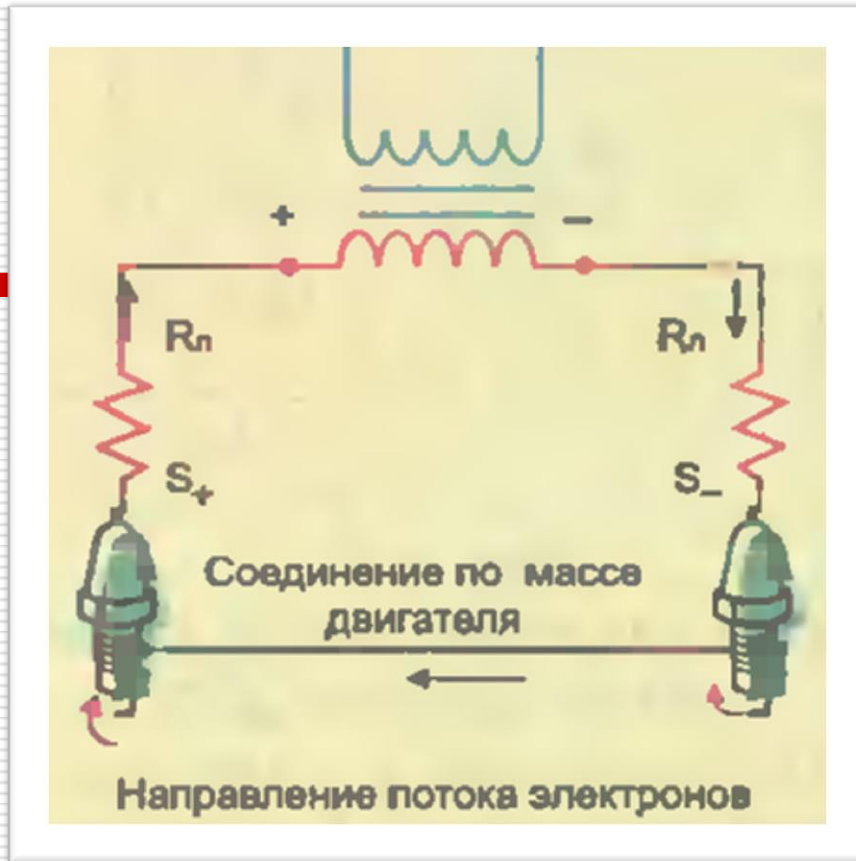 + −
Rл Rл
S+ S−
Соединение по массе
двигателя
Направление потока электронов